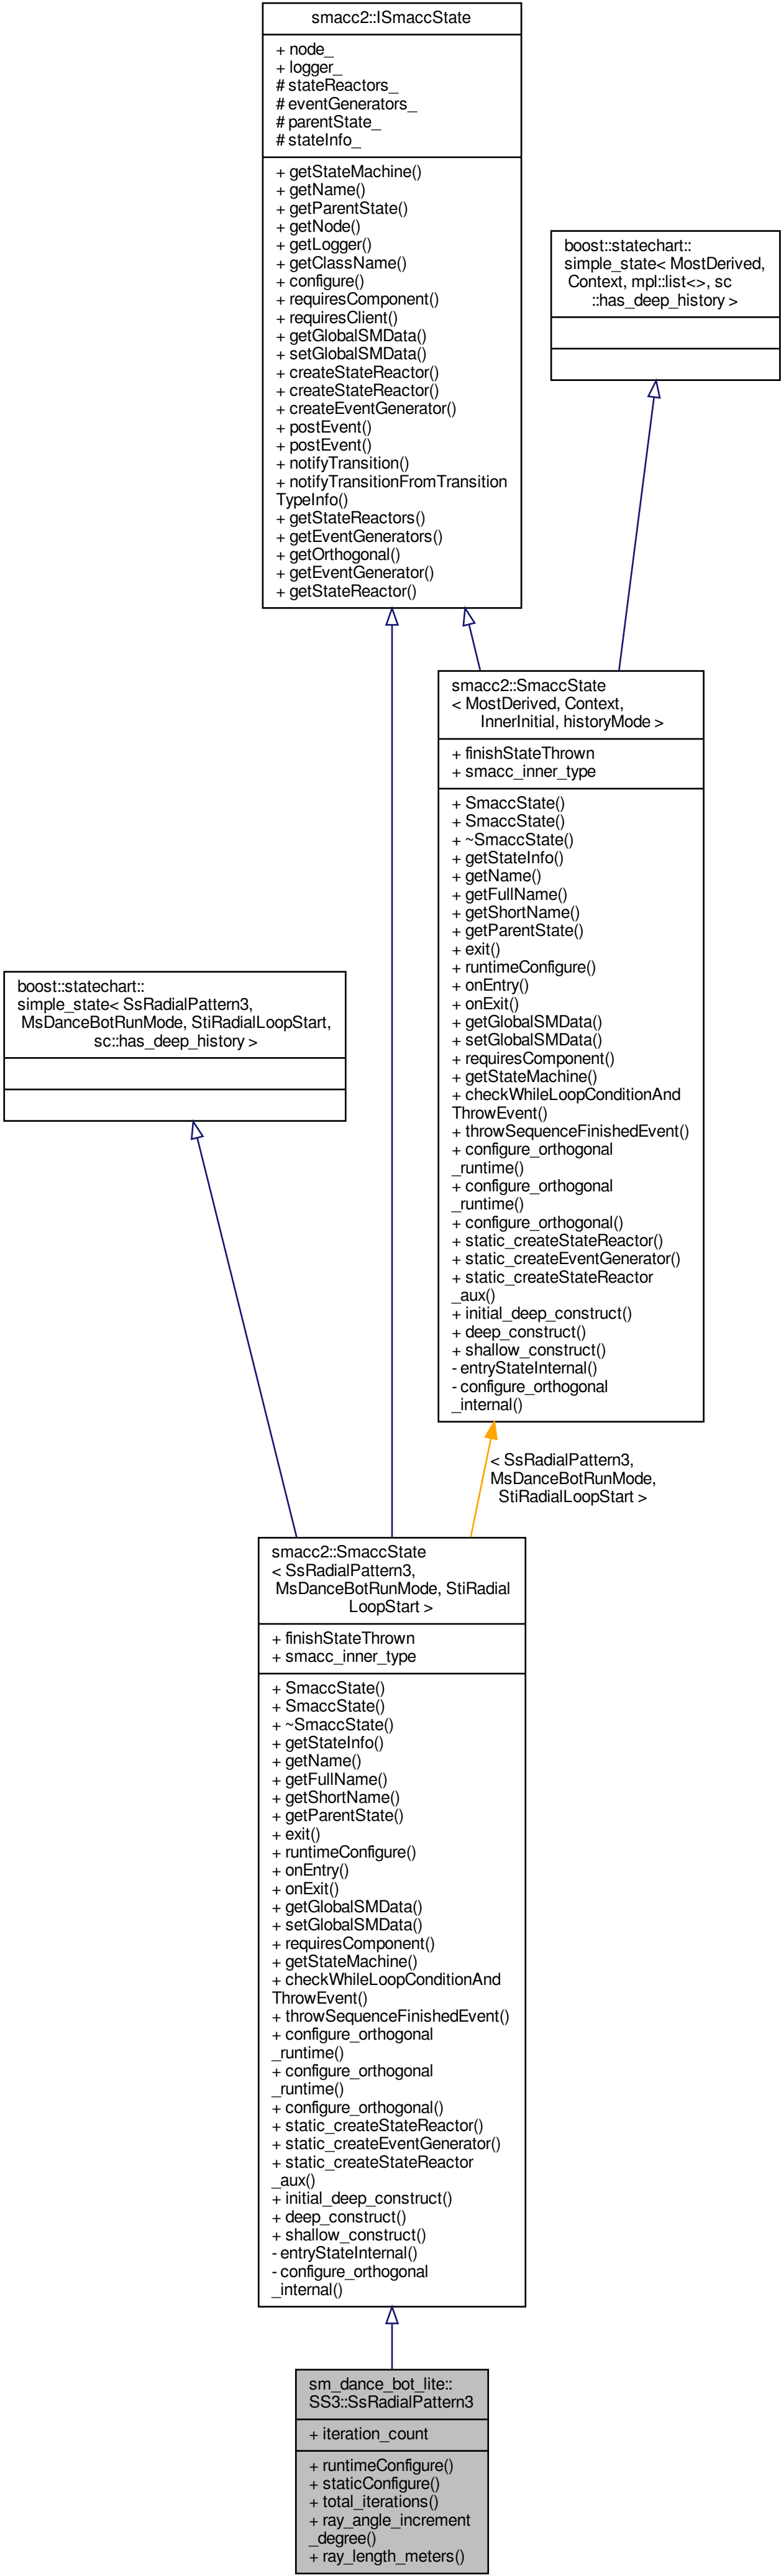 smacc2::ISmaccState
+ node_
+ logger_
# stateReactors_
# eventGenerators_
# parentState_
# stateInfo_
+ getStateMachine()
+ getName()
+ getParentState()
+ getNode()
+ getLogger()
+ getClassName()
+ configure()
+ requiresComponent()
+ requiresClient()
+ getGlobalSMData()
+ setGlobalSMData()
+ createStateReactor()
+ createStateReactor()
+ createEventGenerator()
+ postEvent()
+ postEvent()
+ notifyTransition()
+ notifyTransitionFromTransition
TypeInfo()
+ getStateReactors()
+ getEventGenerators()
+ getOrthogonal()
+ getEventGenerator()
+ getStateReactor()
boost::statechart::
simple_state< MostDerived,
Context, mpl::list<>, sc
::has_deep_history >
smacc2::SmaccState
< MostDerived, Context,
InnerInitial, historyMode >
+ finishStateThrown
+ smacc_inner_type
+ SmaccState()
+ SmaccState()
+ ~SmaccState()
+ getStateInfo()
+ getName()
+ getFullName()
+ getShortName()
+ getParentState()
+ exit()
+ runtimeConfigure()
+ onEntry()
+ onExit()
+ getGlobalSMData()
+ setGlobalSMData()
+ requiresComponent()
+ getStateMachine()
+ checkWhileLoopConditionAnd
ThrowEvent()
+ throwSequenceFinishedEvent()
+ configure_orthogonal
_runtime()
+ configure_orthogonal
_runtime()
+ configure_orthogonal()
+ static_createStateReactor()
+ static_createEventGenerator()
+ static_createStateReactor
_aux()
+ initial_deep_construct()
+ deep_construct()
+ shallow_construct()
- entryStateInternal()
- configure_orthogonal
_internal()
boost::statechart::
simple_state< SsRadialPattern3,
MsDanceBotRunMode, StiRadialLoopStart,
sc::has_deep_history >
< SsRadialPattern3,
MsDanceBotRunMode,
StiRadialLoopStart >
smacc2::SmaccState
< SsRadialPattern3,
MsDanceBotRunMode, StiRadial
LoopStart >
+ finishStateThrown
+ smacc_inner_type
+ SmaccState()
+ SmaccState()
+ ~SmaccState()
+ getStateInfo()
+ getName()
+ getFullName()
+ getShortName()
+ getParentState()
+ exit()
+ runtimeConfigure()
+ onEntry()
+ onExit()
+ getGlobalSMData()
+ setGlobalSMData()
+ requiresComponent()
+ getStateMachine()
+ checkWhileLoopConditionAnd
ThrowEvent()
+ throwSequenceFinishedEvent()
+ configure_orthogonal
_runtime()
+ configure_orthogonal
_runtime()
+ configure_orthogonal()
+ static_createStateReactor()
+ static_createEventGenerator()
+ static_createStateReactor
_aux()
+ initial_deep_construct()
+ deep_construct()
+ shallow_construct()
- entryStateInternal()
- configure_orthogonal
_internal()
sm_dance_bot_lite::
SS3::SsRadialPattern3
+ iteration_count
+ runtimeConfigure()
+ staticConfigure()
+ total_iterations()
+ ray_angle_increment
_degree()
+ ray_length_meters()